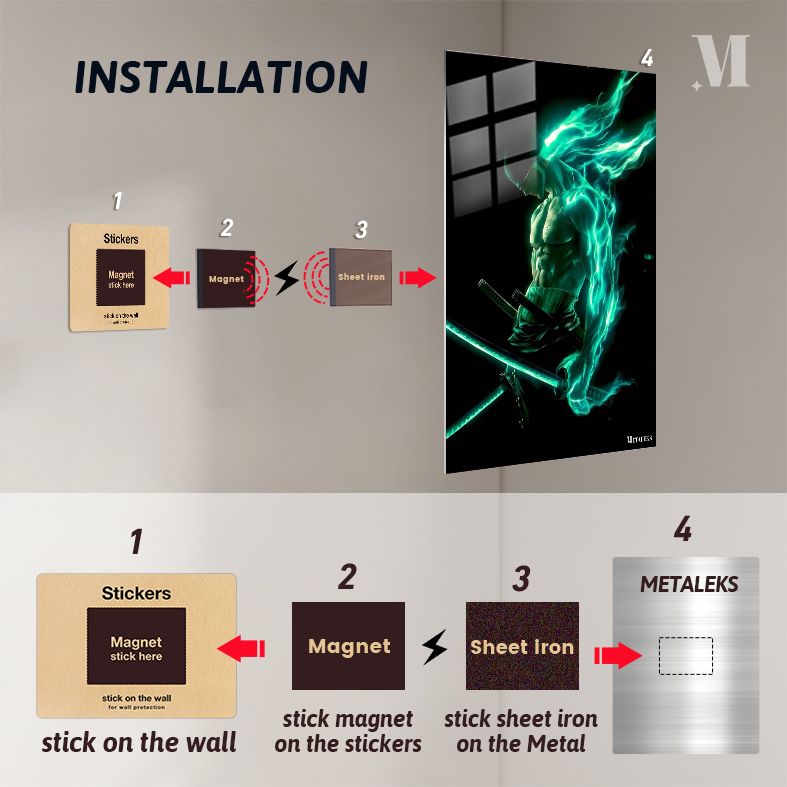 INSTALLATION
M
4
1
2
3
Stickers
Magnet
stick here
stick on the wall
Magnet
Sheet iron
METALEKS
1
2
3
4
Stickers
Magnet
stick here
stick on the wall
for wall protection
Magnet
Sheet iron
METALEKS
stick on the wall
stick magnet
on the stickers
stick sheet iron
on the Metal